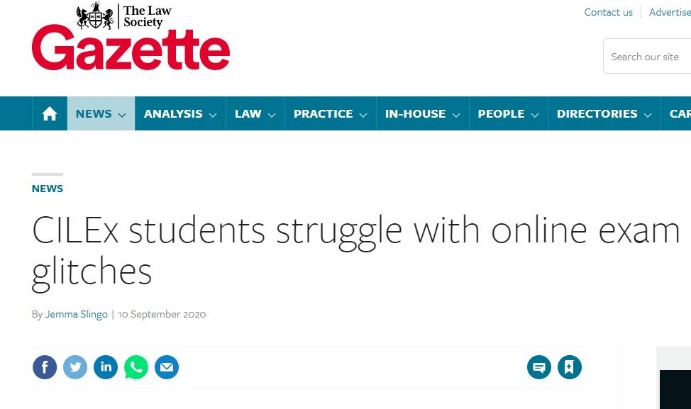 The Law
Society
Gazette
Contact us
Advertise
Search our site
NEWS
ANALYSIS
LAW
PRACTICE
IN-HOUSE
PEOPLE
DIRECTORIES
CAR
NEWS
CILEx students struggle with online exam
glitches
By Jemma Slingo | 10 September 2020
f
in